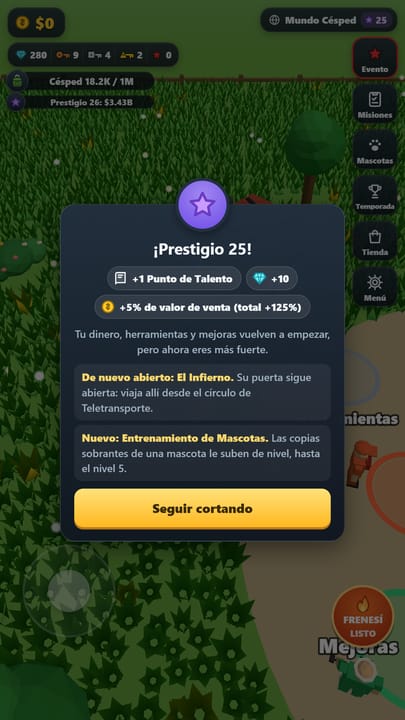 $0
Mundo Césped ★ 25
280 9 4 2 0
Césped 18.2K / 1M
Prestigio 26: $3.43B
Evento
Misiones
Mascotas
Temporada
Tienda
Menú
¡Prestigio 25!
+1 Punto de Talento
+10
+5% de valor de venta (total +125%)
Tu dinero, herramientas y mejoras vuelven a empezar,
pero ahora eres más fuerte.
De nuevo abierto: El Infierno. Su puerta sigue
abierta: viaja allí desde el círculo de
Teletransporte.
Nuevo: Entrenamiento de Mascotas. Las copias
sobrantes de una mascota le suben de nivel, hasta
el nivel 5.
Seguir cortando
mientas
FRENESÍ
LISTO
Mejoras